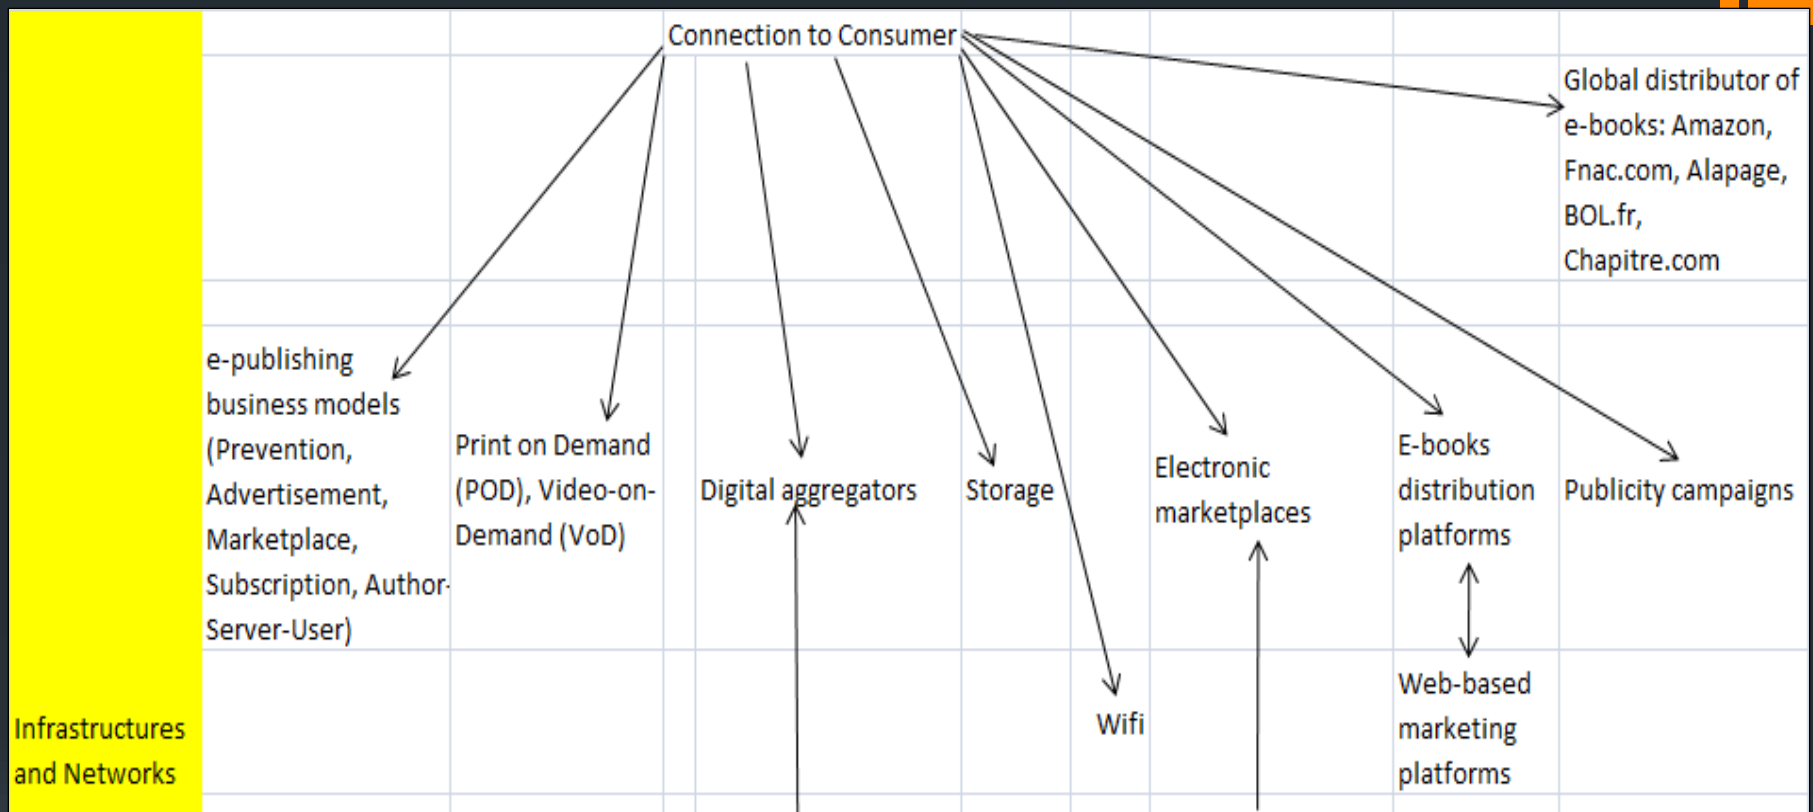 Connection to Consumer
Global distributor of
e-books: Amazon,
Fnac.com, Alapage,
BOL.fr,
Chapitre.com
e-publishing
business models
(Prevention,
Advertisement,
Marketplace,
Subscription, Author-
Server-User)
Print on Demand
(POD), Video-on-
Demand (VoD)
Digital aggregators
Storage
Wifi
Electronic
marketplaces
E-books
distribution
platforms
Publicity campaigns
Web-based
marketing
platforms
Infrastructures
and Networks